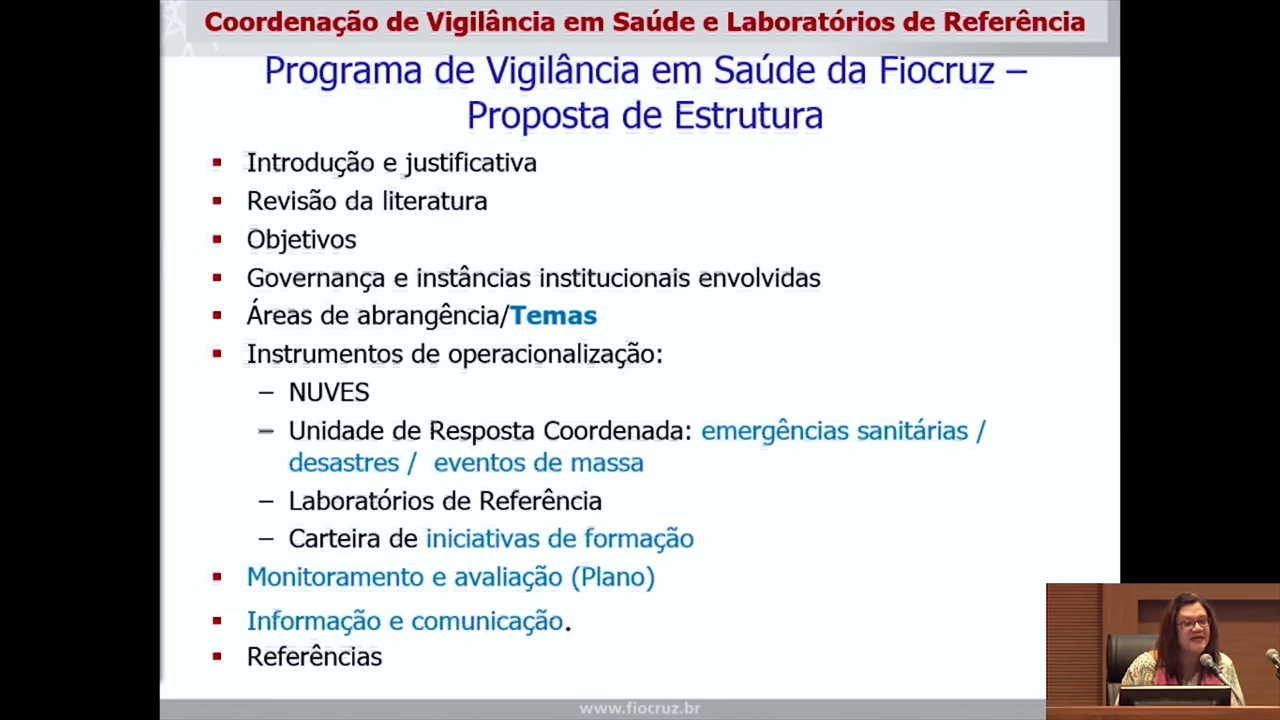 Coordenação de Vigilância em Saúde e Laboratórios de Referência
Programa de Vigilância em Saúde da Fiocruz –
Proposta de Estrutura
▪ Introdução e justificativa
▪ Revisão da literatura
▪ Objetivos
▪ Governança e instâncias institucionais envolvidas
▪ Áreas de abrangência/Temas
▪ Instrumentos de operacionalização:
– NUVES
– Unidade de Resposta Coordenada: emergências sanitárias /
desastres / eventos de massa
– Laboratórios de Referência
– Carteira de iniciativas de formação
▪ Monitoramento e avaliação (Plano)
▪ Informação e comunicação.
▪ Referências
www.fiocruz.br